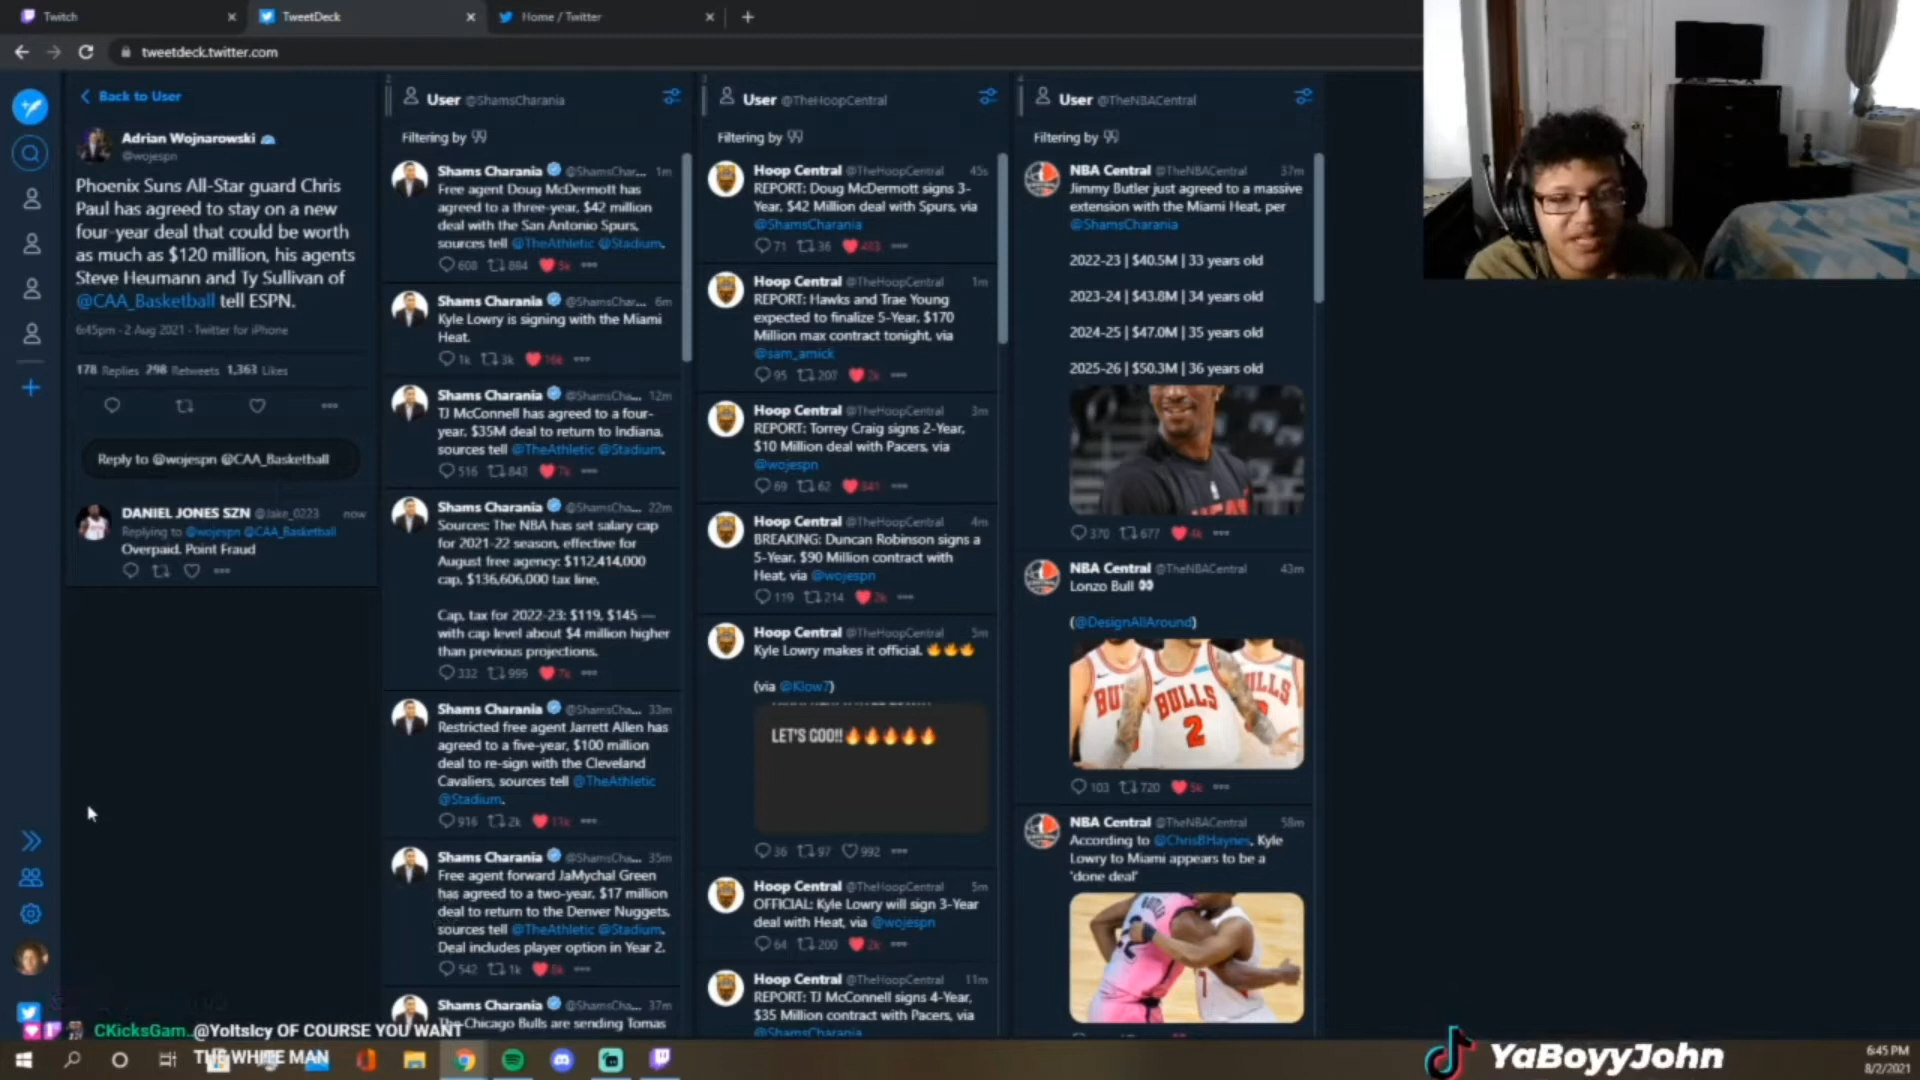 Twitch
TweetDeck
Home / Twitter
tweetdeck.twitter.com
Back to User
Adrian Wojnarowski
@wojespn
Phoenix Suns All-Star guard Chris
Paul has agreed to stay on a new
four-year deal that could be worth
as much as $120 million, his agents
Steve Heumann and Ty Sullivan of
@CAA_Basketball tell ESPN.
6:45pm · 2 Aug 2021 · Twitter for iPhone
178 Replies 298 Retweets 1,363 Likes
Reply to @wojespn @CAA_Basketball
DANIEL JONES SZN @Jake_0223 now
Replying to @wojespn @CAA_Basketball
Overpaid. Point Fraud
2
User @ShamsCharania
Filtering by
Shams Charania @ShamsChar... 1m
Free agent Doug McDermott has
agreed to a three-year, $42 million
deal with the San Antonio Spurs,
sources tell @TheAthletic @Stadium.
608 884 5k
Shams Charania @ShamsChar... 6m
Kyle Lowry is signing with the Miami
Heat.
1k 3k 16k
Shams Charania @ShamsCha... 12m
TJ McConnell has agreed to a four-
year, $35M deal to return to Indiana,
sources tell @TheAthletic @Stadium.
516 843 7k
Shams Charania @ShamsCha... 22m
Sources: The NBA has set salary cap
for 2021-22 season, effective for
August free agency: $112,414,000
cap, $136,606,000 tax line.
Cap, tax for 2022-23: $119, $145 —
with cap level about $4 million higher
than previous projections.
332 995 7k
Shams Charania @ShamsCha... 33m
Restricted free agent Jarrett Allen has
agreed to a five-year, $100 million
deal to re-sign with the Cleveland
Cavaliers, sources tell @TheAthletic
@Stadium.
916 2k 11k
Shams Charania @ShamsCha... 35m
Free agent forward JaMychal Green
has agreed to a two-year, $17 million
deal to return to the Denver Nuggets,
sources tell @TheAthletic @Stadium.
Deal includes player option in Year 2.
542 1k 8k
Shams Charania @ShamsCha... 37m
The Chicago Bulls are sending Tomas
3
User @TheHoopCentral
Filtering by
Hoop Central @TheHoopCentral 45s
REPORT: Doug McDermott signs 3-
Year, $42 Million deal with Spurs, via
@ShamsCharania
71 36 483
Hoop Central @TheHoopCentral 1m
REPORT: Hawks and Trae Young
expected to finalize 5-Year, $170
Million max contract tonight, via
@sam_amick
95 207 2k
Hoop Central @TheHoopCentral 3m
REPORT: Torrey Craig signs 2-Year,
$10 Million deal with Pacers, via
@wojespn
69 62 841
Hoop Central @TheHoopCentral 4m
BREAKING: Duncan Robinson signs a
5-Year, $90 Million contract with
Heat, via @wojespn
119 214 2k
Hoop Central @TheHoopCentral 5m
Kyle Lowry makes it official. 🔥🔥🔥
(via @Klow7)
LET'S GOO!!🔥🔥🔥🔥🔥
36 97 992
Hoop Central @TheHoopCentral 5m
OFFICIAL: Kyle Lowry will sign 3-Year
deal with Heat, via @wojespn
64 200 2k
Hoop Central @TheHoopCentral 11m
REPORT: TJ McConnell signs 4-Year,
$35 Million contract with Pacers, via
@ShamsCharania
4
User @TheNBACentral
Filtering by
NBA Central @TheNBACentral 37m
Jimmy Butler just agreed to a massive
extension with the Miami Heat, per
@ShamsCharania
2022-23 | $40.5M | 33 years old
2023-24 | $43.8M | 34 years old
2024-25 | $47.0M | 35 years old
2025-26 | $50.3M | 36 years old
370 677 4k
NBA Central @TheNBACentral 43m
Lonzo Bull 👀
(@DesignAllAround)
BULLS
2
103 720 5k
NBA Central @TheNBACentral 58m
According to @ChrisBHaynes, Kyle
Lowry to Miami appears to be a
'done deal'
CKicksGam.. @YoItsIcy OF COURSE YOU WANT
THE WHITE MAN
YaBoyyJohn
6:45 PM
8/2/2021